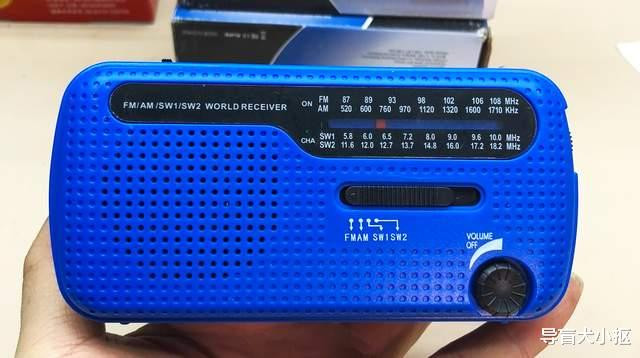 FM/AM/SW1/SW2 WORLD RECEIVER
ON FM 87 89 93 98 102 106 108 MHz
AM 520 600 760 970 1120 1320 1600 1710 KHz
CHA SW1 5.8 6.0 6.5 7.2 8.0 9.0 9.6 10.0 MHz
SW2 11.6 12.0 12.7 13.7 14.8 16.0 17.2 18.2 MHz
FMAM SW1SW2
VOLUME
OFF
导盲犬小抠